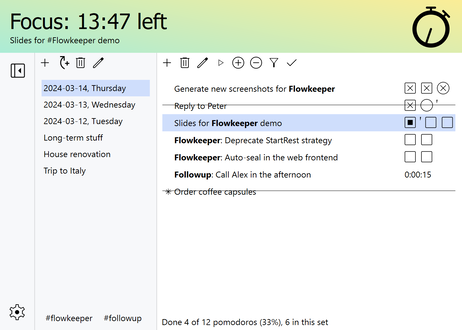 Focus: 13:47 left
Slides for #Flowkeeper demo
2024-03-14, Thursday
2024-03-13, Wednesday
2024-03-12, Tuesday
Long-term stuff
House renovation
Trip to Italy
#flowkeeper #followup
Generate new screenshots for Flowkeeper
Reply to Peter
Slides for Flowkeeper demo
Flowkeeper: Deprecate StartRest strategy
Flowkeeper: Auto-seal in the web frontend
Followup: Call Alex in the afternoon 0:00:15
Order coffee capsules
Done 4 of 12 pomodoros (33%), 6 in this set